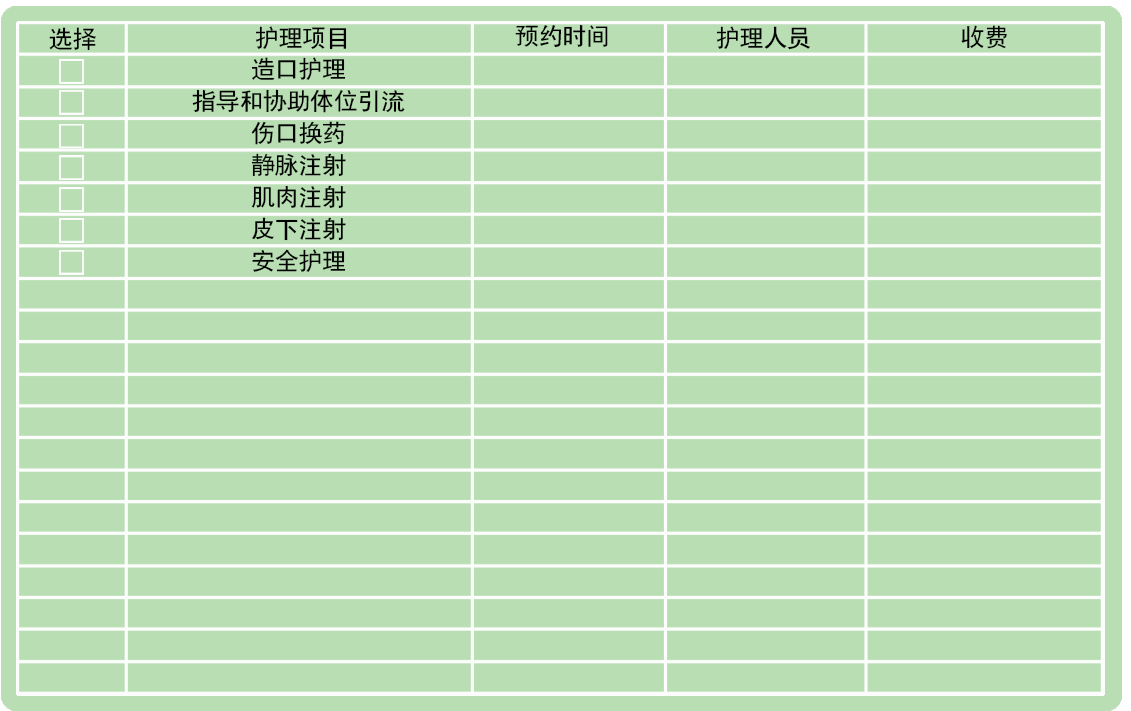 选择 护理项目 预约时间 护理人员 收费
造口护理
指导和协助体位引流
伤口换药
静脉注射
肌肉注射
皮下注射
安全护理